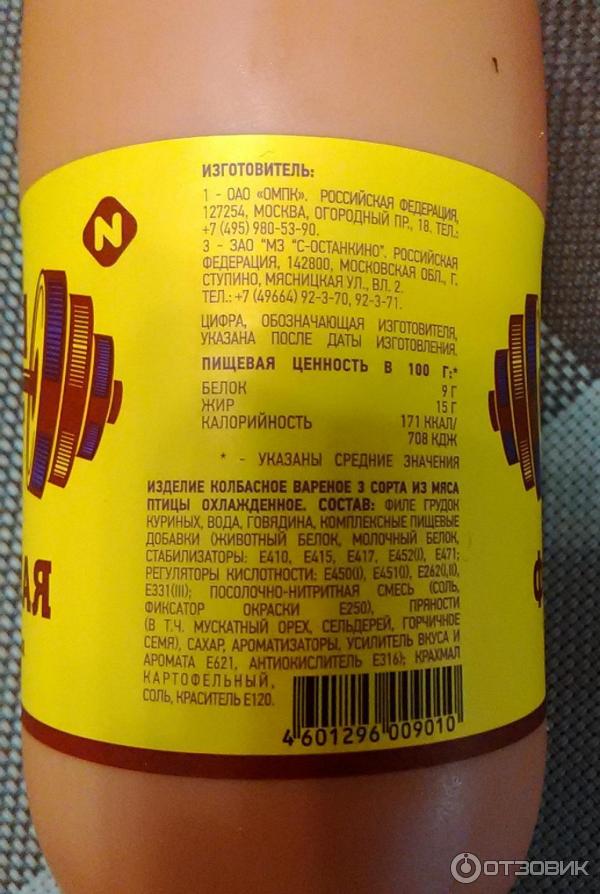 ИЗГОТОВИТЕЛЬ:
1 - ОАО «ОМПК». РОССИЙСКАЯ ФЕДЕРАЦИЯ,
127254, МОСКВА, ОГОРОДНЫЙ ПР., 18. ТЕЛ.:
+7 (495) 980-53-90.
3 - ЗАО "МЗ "С-ОСТАНКИНО". РОССИЙСКАЯ
ФЕДЕРАЦИЯ, 142800, МОСКОВСКАЯ ОБЛ., Г.
СТУПИНО, МЯСНИЦКАЯ УЛ., ВЛ. 2.
ТЕЛ.: +7 (49664) 92-3-70, 92-3-71.
ЦИФРА, ОБОЗНАЧАЮЩАЯ ИЗГОТОВИТЕЛЯ,
УКАЗАНА ПОСЛЕ ДАТЫ ИЗГОТОВЛЕНИЯ.
ПИЩЕВАЯ ЦЕННОСТЬ В 100 Г:*
БЕЛОК 9 Г
ЖИР 15 Г
КАЛОРИЙНОСТЬ 171 ККАЛ/
708 КДЖ
* - УКАЗАНЫ СРЕДНИЕ ЗНАЧЕНИЯ
ИЗДЕЛИЕ КОЛБАСНОЕ ВАРЕНОЕ 3 СОРТА ИЗ МЯСА
ПТИЦЫ ОХЛАЖДЕННОЕ. СОСТАВ: ФИЛЕ ГРУДОК
КУРИНЫХ, ВОДА, ГОВЯДИНА, КОМПЛЕКСНЫЕ ПИЩЕВЫЕ
ДОБАВКИ (ЖИВОТНЫЙ БЕЛОК, МОЛОЧНЫЙ БЕЛОК,
СТАБИЛИЗАТОРЫ: Е410, Е415, Е417, Е452(I), Е471;
РЕГУЛЯТОРЫ КИСЛОТНОСТИ: Е450(I), Е451(I), Е262(I,II),
Е331(III); ПОСОЛОЧНО-НИТРИТНАЯ СМЕСЬ (СОЛЬ,
ФИКСАТОР ОКРАСКИ Е250), ПРЯНОСТИ
(В Т.Ч. МУСКАТНЫЙ ОРЕХ, СЕЛЬДЕРЕЙ, ГОРЧИЧНОЕ
СЕМЯ), САХАР, АРОМАТИЗАТОРЫ, УСИЛИТЕЛЬ ВКУСА И
АРОМАТА Е621, АНТИОКИСЛИТЕЛЬ Е316); КРАХМАЛ
КАРТОФЕЛЬНЫЙ,
СОЛЬ, КРАСИТЕЛЬ Е120.
4 601296 009010
АЯ
Ф
ОТЗОВИК